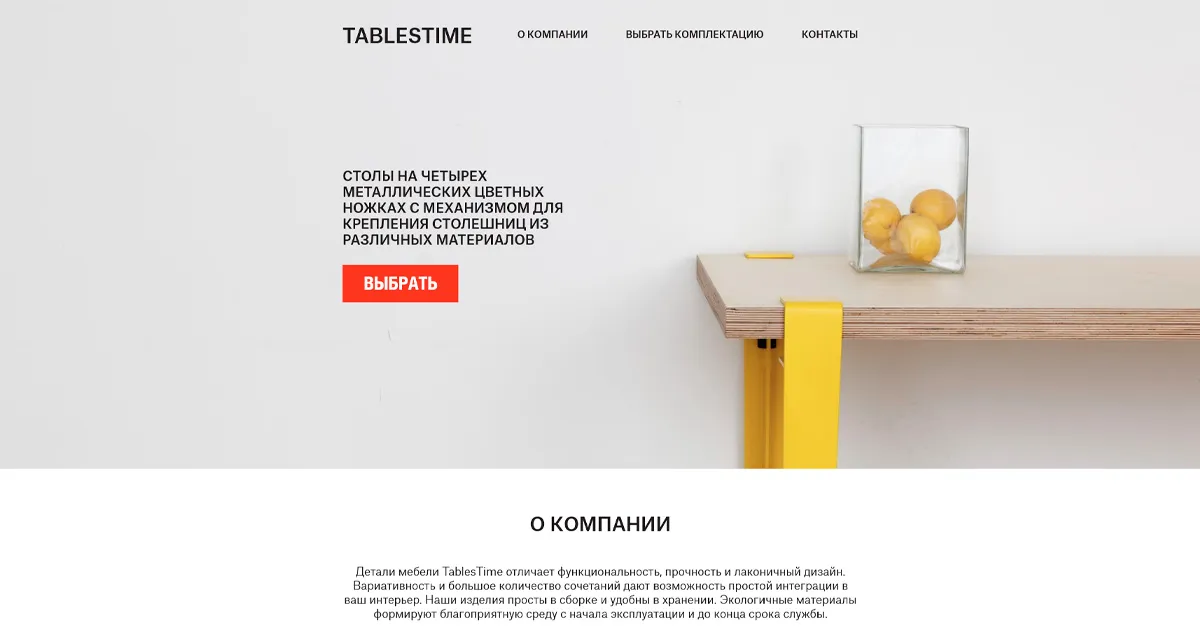 TABLESTIME
О КОМПАНИИ
ВЫБРАТЬ КОМПЛЕКТАЦИЮ
КОНТАКТЫ
СТОЛЫ НА ЧЕТЫРЕХ
МЕТАЛЛИЧЕСКИХ ЦВЕТНЫХ
НОЖКАХ С МЕХАНИЗМОМ ДЛЯ
КРЕПЛЕНИЯ СТОЛЕШНИЦ ИЗ
РАЗЛИЧНЫХ МАТЕРИАЛОВ
ВЫБРАТЬ
О КОМПАНИИ
Детали мебели TablesTime отличает функциональность, прочность и лаконичный дизайн.
Вариативность и большое количество сочетаний дают возможность простой интеграции в
ваш интерьер. Наши изделия просты в сборке и удобны в хранении. Экологичные материалы
формируют благоприятную среду с начала эксплуатации и до конца срока службы.